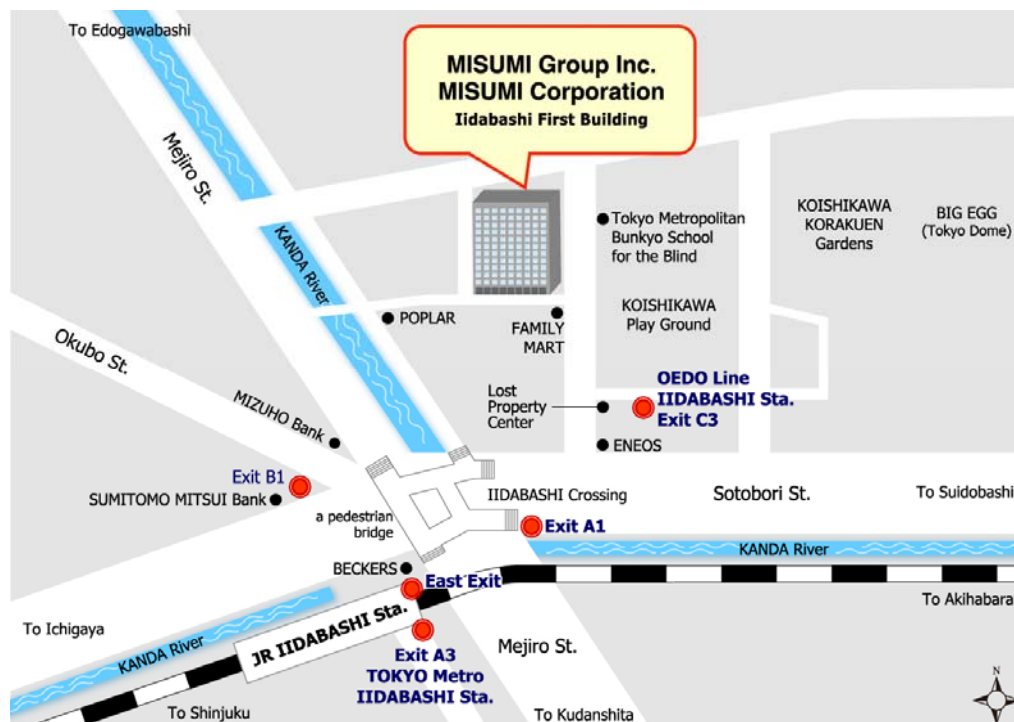 To Edogawabashi
MISUMI Group Inc.
MISUMI Corporation
Iidabashi First Building
Mejiro St.
KANDA River
Tokyo Metropolitan
Bunkyo School
for the Blind
KOISHIKAWA
KORAKUEN
Gardens
BIG EGG
(Tokyo Dome)
POPLAR
FAMILY
MART
KOISHIKAWA
Play Ground
Okubo St.
MIZUHO Bank
Lost
Property
Center
OEDO Line
IIDABASHI Sta.
Exit C3
ENEOS
Exit B1
SUMITOMO MITSUI Bank
a pedestrian
bridge
IIDABASHI Crossing
Sotobori St.
To Suidobashi
Exit A1
KANDA River
BECKERS
East Exit
To Akihabara
To Ichigaya
KANDA River
JR IIDABASHI Sta.
Exit A3
TOKYO Metro
IIDABASHI Sta.
Mejiro St.
To Shinjuku
To Kudanshita
N